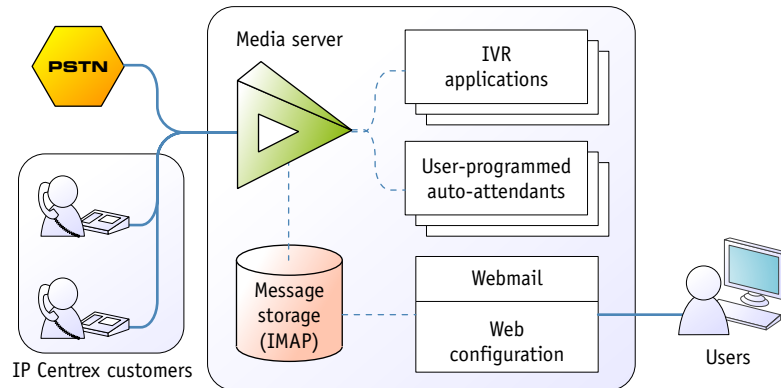 Media server
PSTN
IVR
applications
User-programmed
auto-attendants
Message
storage
(IMAP)
Webmail
Web
configuration
IP Centrex customers
Users